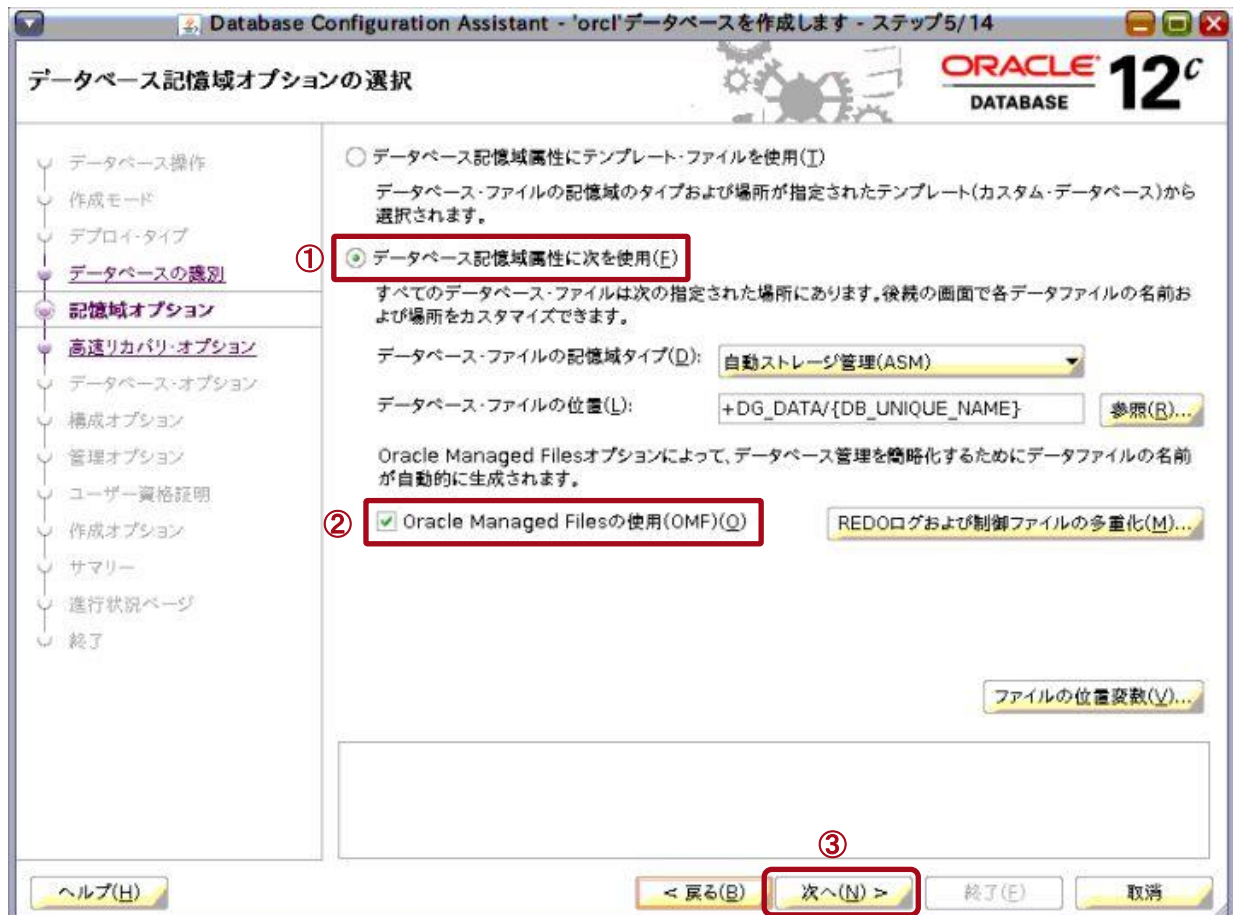 Database Configuration Assistant - 'orcl'データベースを作成します - ステップ5/14
データベース記憶域オプションの選択
ORACLE
DATABASE
12c
データベース操作
作成モード
デプロイ・タイプ
データベースの識別
記憶域オプション
高速リカバリ・オプション
データベース・オプション
構成オプション
管理オプション
ユーザー資格証明
作成オプション
サマリー
進行状況ページ
終了
データベース記憶域属性にテンプレート・ファイルを使用(T)
データベース・ファイルの記憶域のタイプおよび場所が指定されたテンプレート(カスタム・データベース)から
選択されます。
①
データベース記憶域属性に次を使用(F)
すべてのデータベース・ファイルは次の指定された場所にあります。後続の画面で各データファイルの名前お
よび場所をカスタマイズできます。
データベース・ファイルの記憶域タイプ(D):
自動ストレージ管理(ASM)
データベース・ファイルの位置(L):
+DG_DATA/{DB_UNIQUE_NAME}
参照(R)...
Oracle Managed Filesオプションによって、データベース管理を簡略化するためにデータファイルの名前
が自動的に生成されます。
②
Oracle Managed Filesの使用(OMF)(O)
REDOログおよび制御ファイルの多重化(M)...
ファイルの位置変数(V)...
③
ヘルプ(H)
< 戻る(B)
次へ(N) >
終了(F)
取消